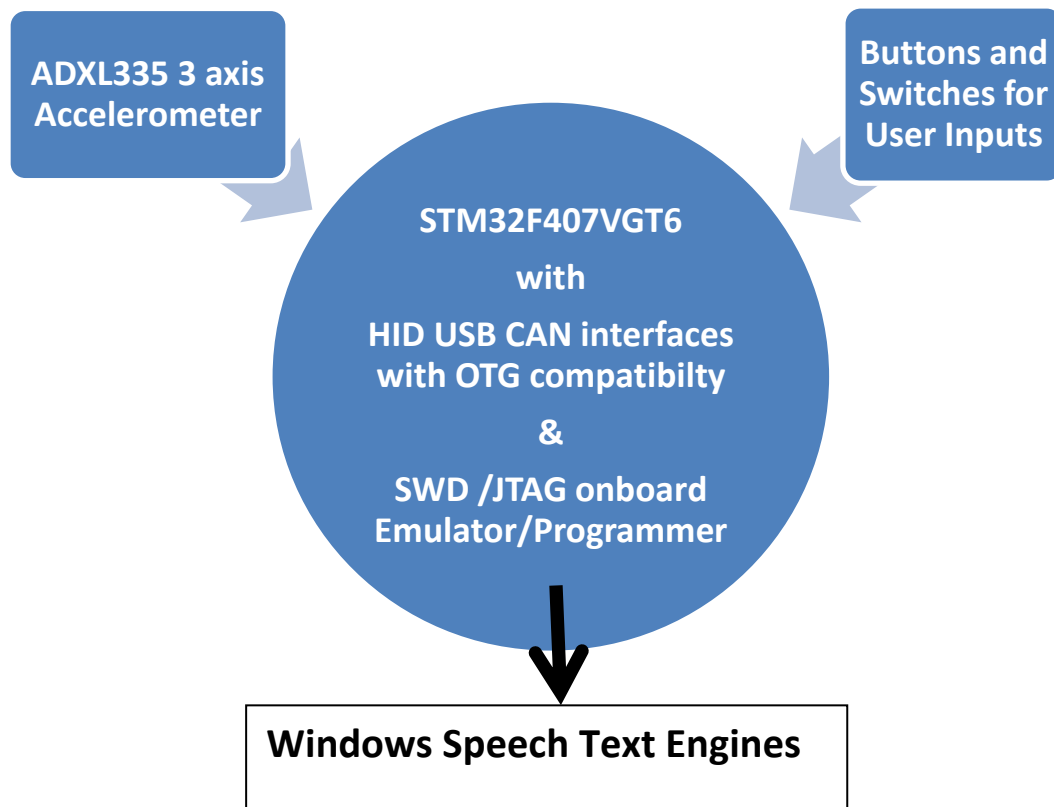 ADXL335 3 axis
Accelerometer
Buttons and
Switches for
User Inputs
STM32F407VGT6
with
HID USB CAN interfaces
with OTG compatibilty
&
SWD /JTAG onboard
Emulator/Programmer
Windows Speech Text Engines